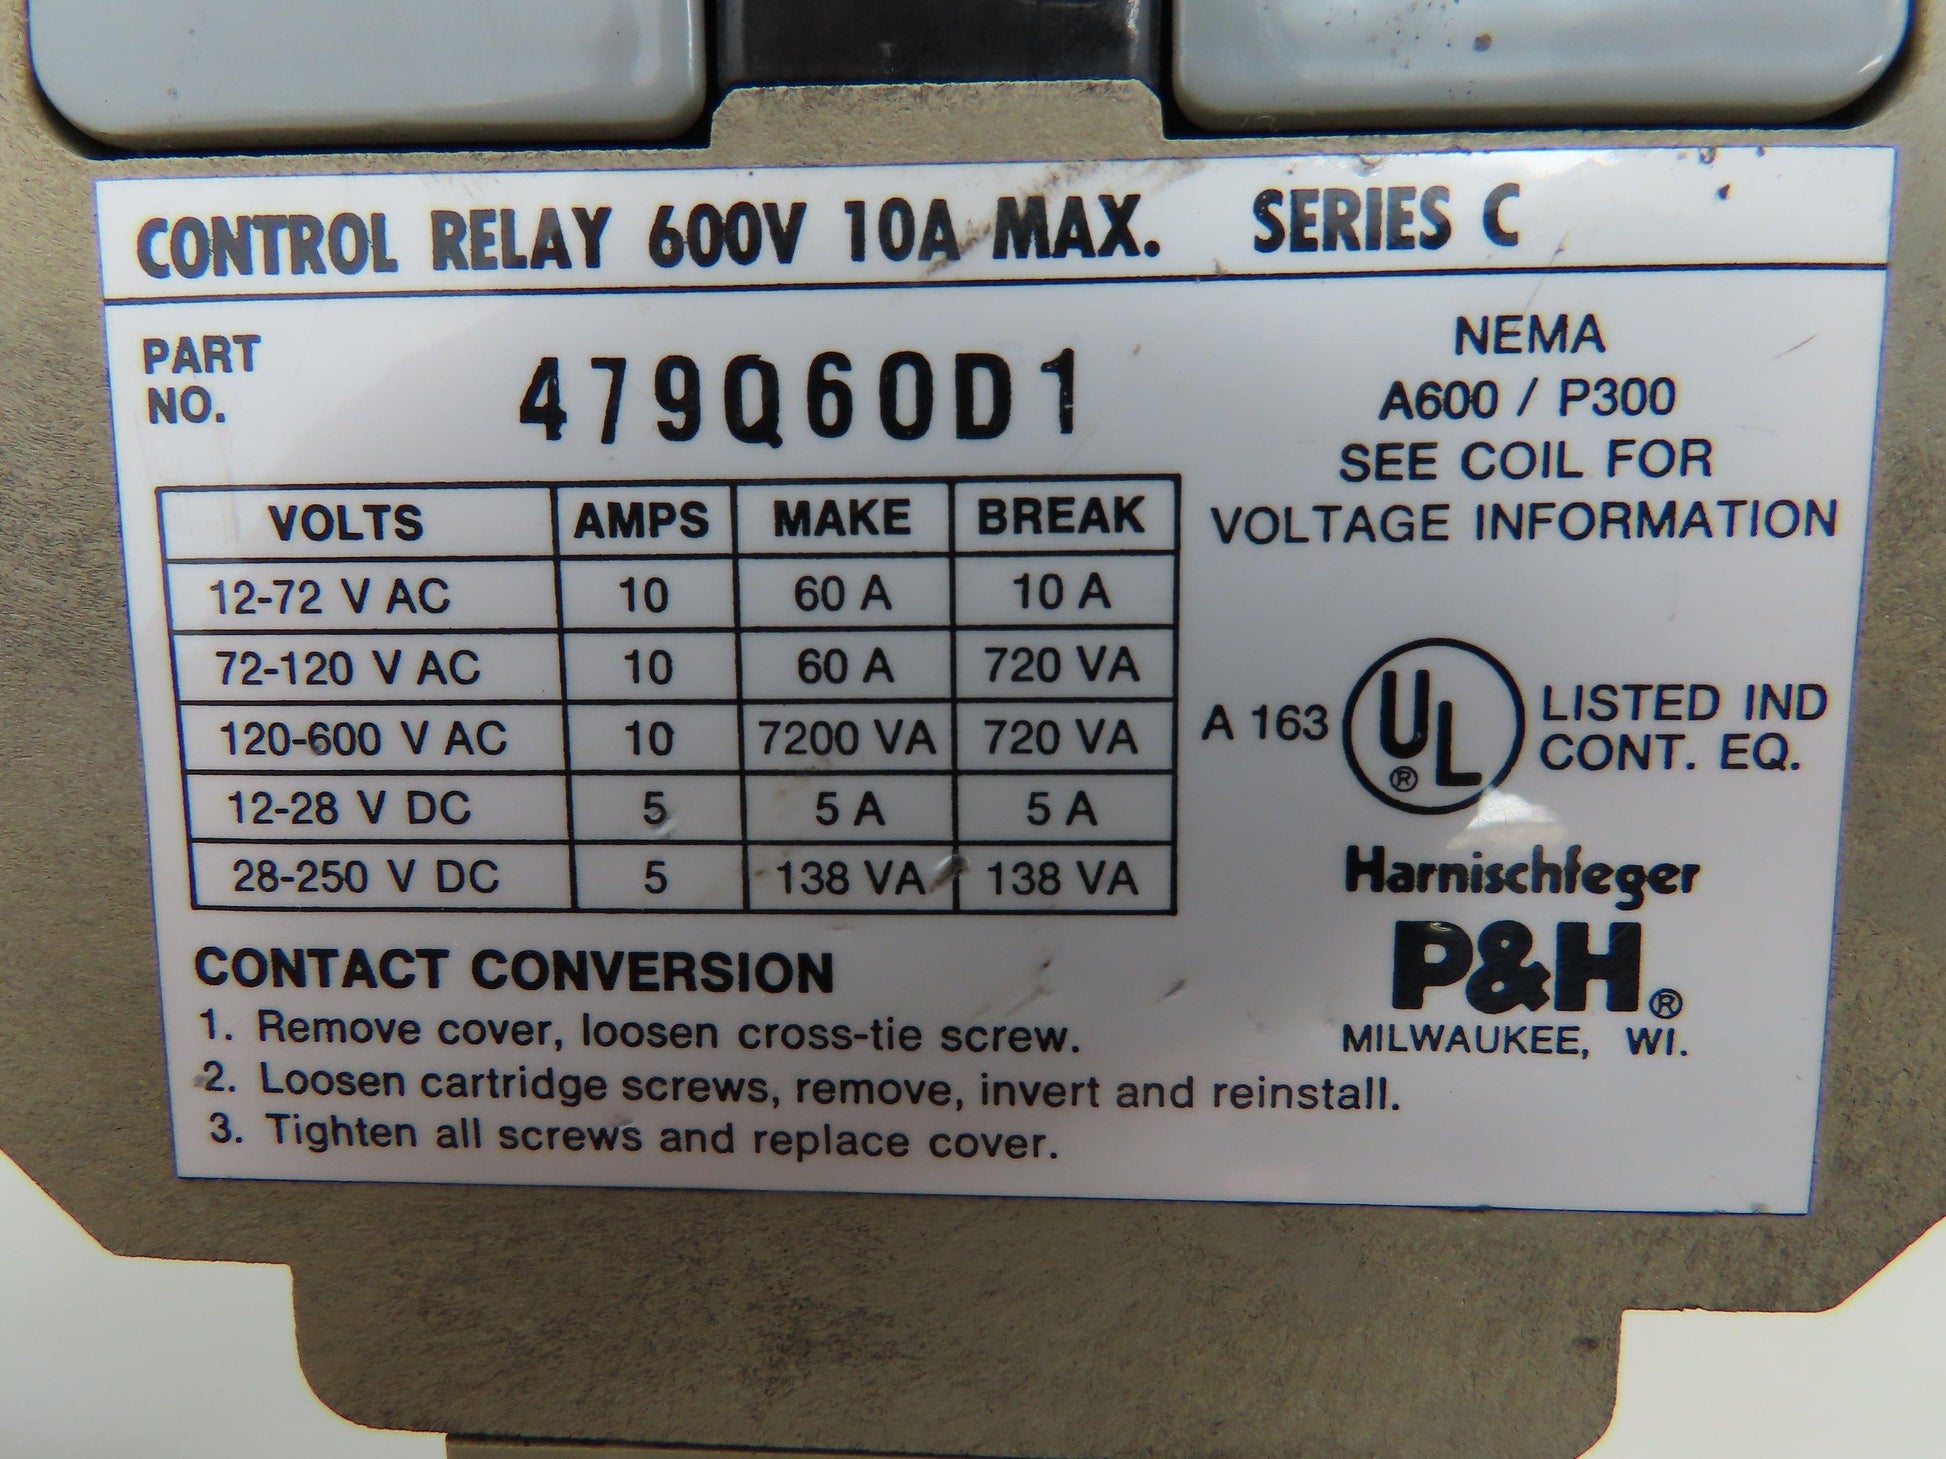 CONTROL RELAY 600V 10A MAX. SERIES C
PART
NO.
479Q60D1
NEMA
A600 / P300
SEE COIL FOR
VOLTAGE INFORMATION
VOLTS AMPS MAKE BREAK
12-72 V AC 10 60 A 10 A
72-120 V AC 10 60 A 720 VA
120-600 V AC 10 7200 VA 720 VA
12-28 V DC 5 5 A 5 A
28-250 V DC 5 138 VA 138 VA
A 163 UL ® LISTED IND
CONT. EQ.
Harnischfeger
P&H®
MILWAUKEE, WI.
CONTACT CONVERSION
1. Remove cover, loosen cross-tie screw.
2. Loosen cartridge screws, remove, invert and reinstall.
3. Tighten all screws and replace cover.